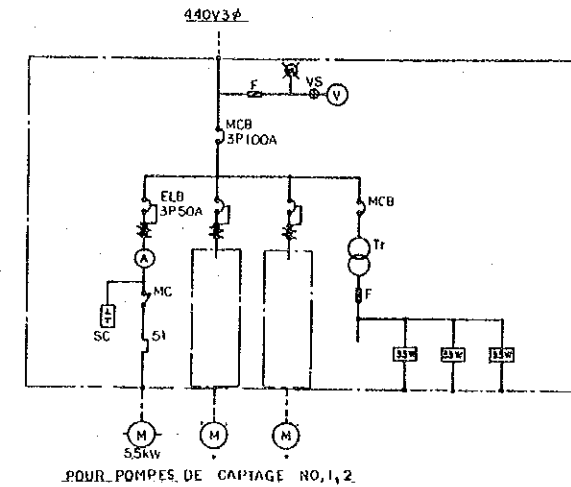 440V3ϕ
F
VS
V
MCB
3P100A
ELB
3P50A
MCB
A
Tr
MC
F
SC
51
M
M
M
5,5kW
POUR POMPES DE CAPTAGE NO,1,2